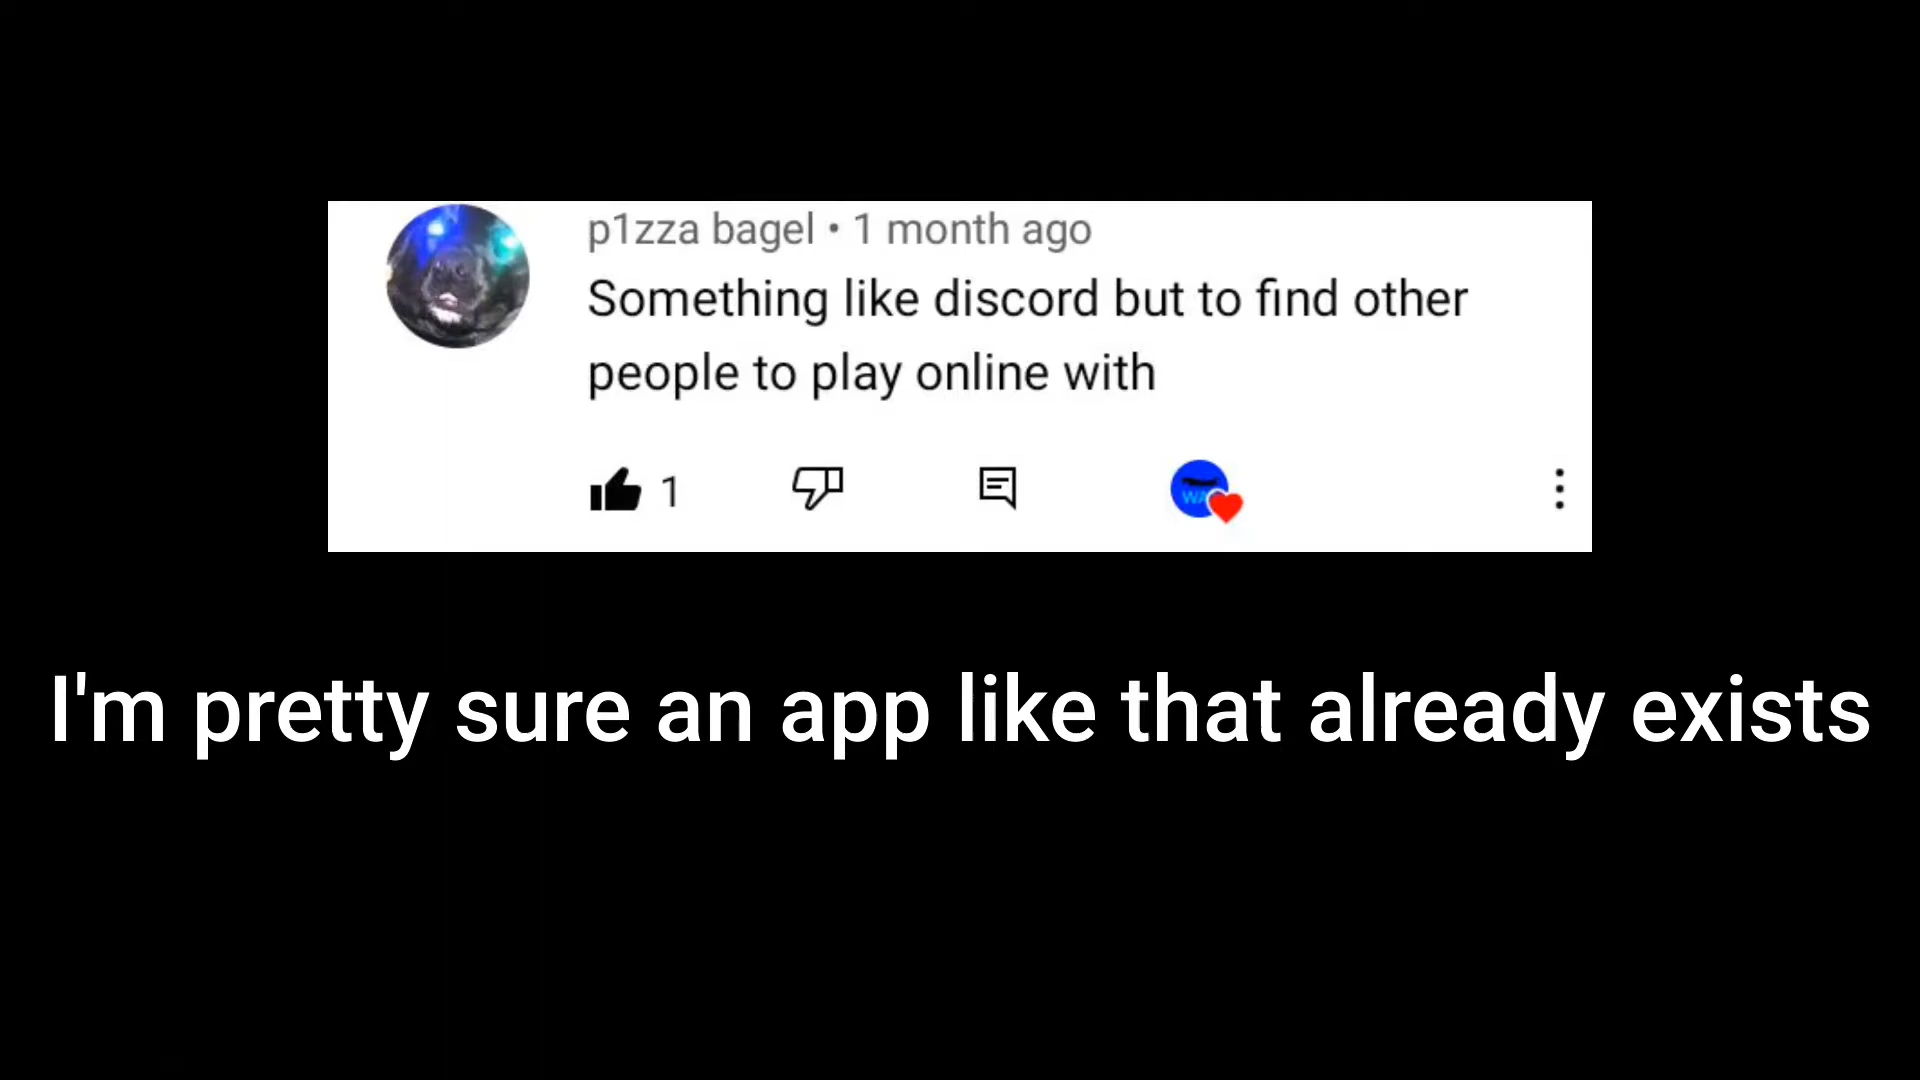 p1zza bagel • 1 month ago
Something like discord but to find other
people to play online with
1
I'm pretty sure an app like that already exists